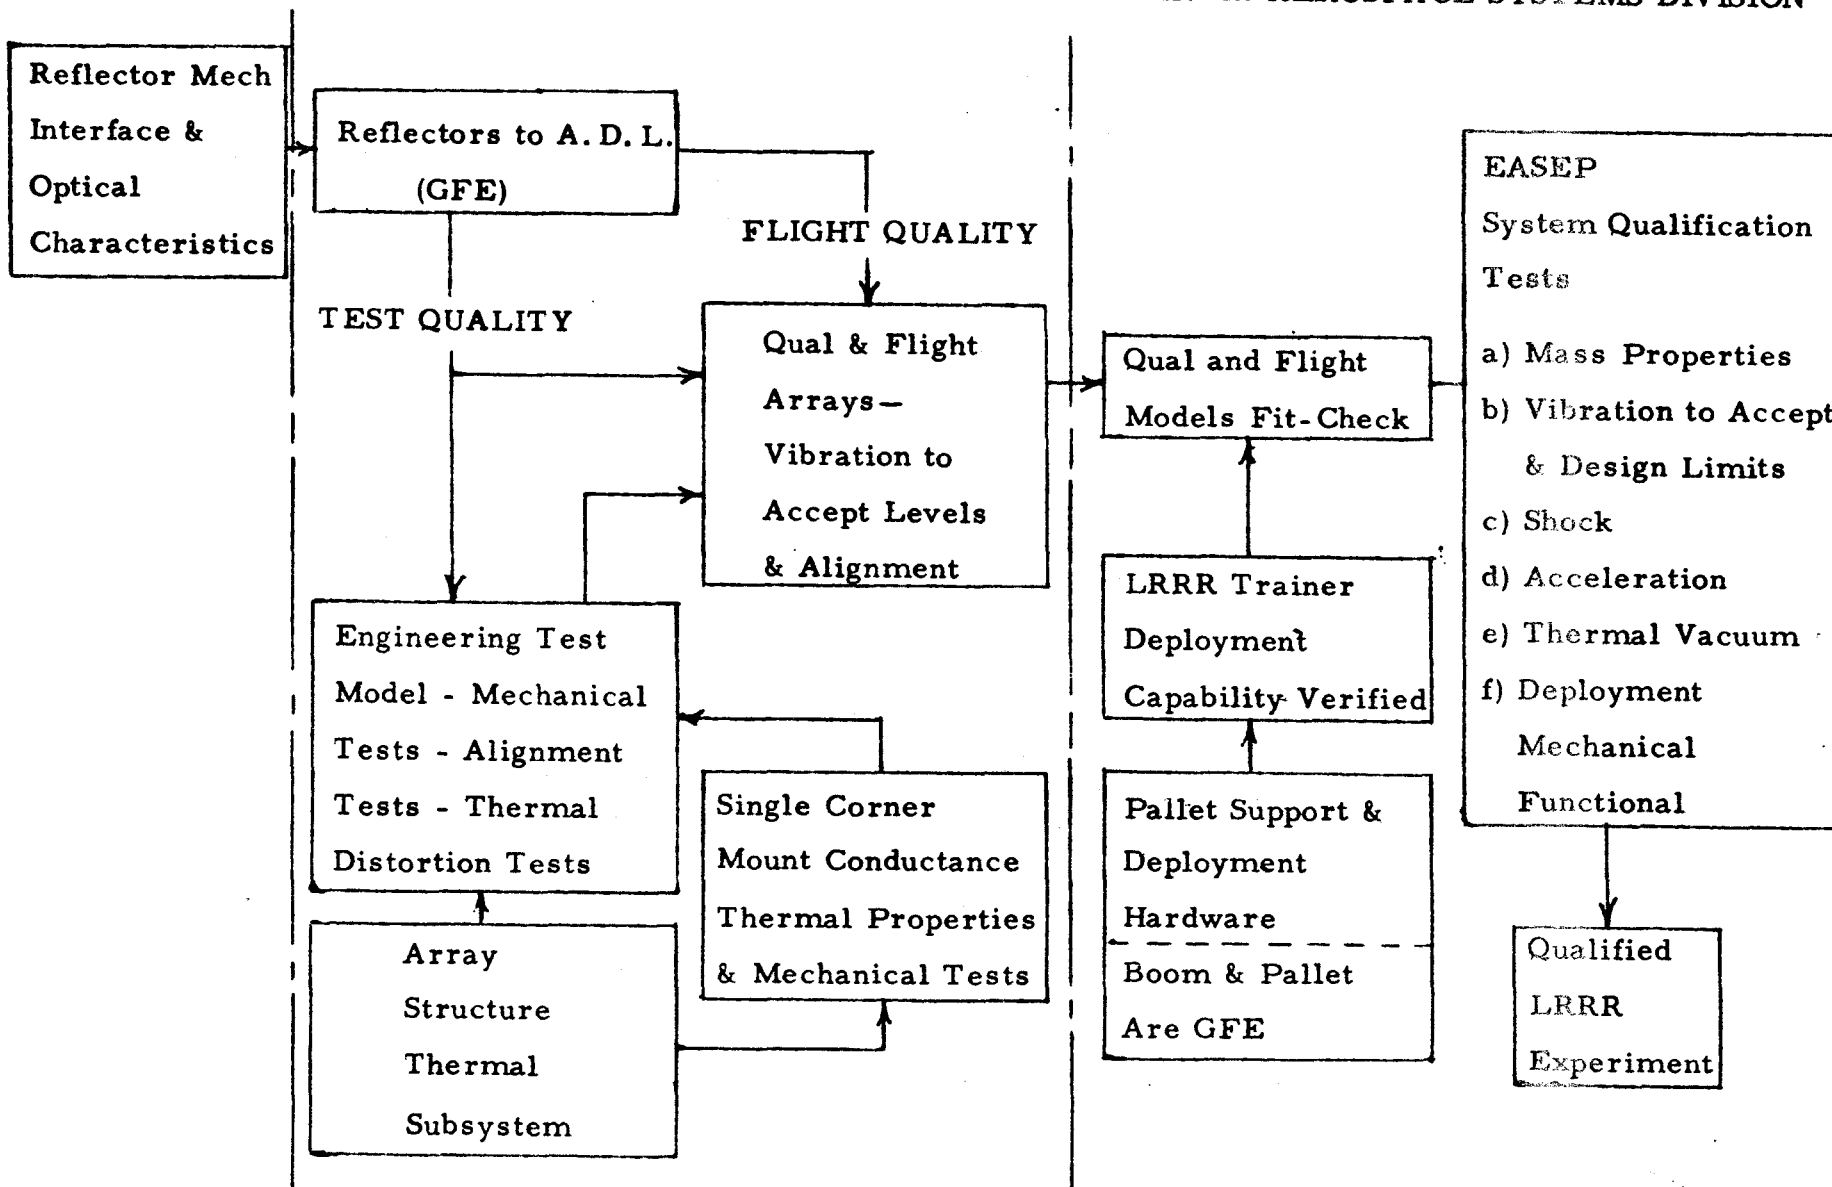 AEROSPACE SYSTEMS DIVISION
Reflector Mech
Interface &
Optical
Characteristics
Reflectors to A. D. L.
(GFE)
FLIGHT QUALITY
TEST QUALITY
Qual & Flight
Arrays—
Vibration to
Accept Levels
& Alignment
Engineering Test
Model - Mechanical
Tests - Alignment
Tests - Thermal
Distortion Tests
Single Corner
Mount Conductance
Thermal Properties
& Mechanical Tests
Array
Structure
Thermal
Subsystem
Qual and Flight
Models Fit-Check
LRRR Trainer
Deployment
Capability Verified
Pallet Support &
Deployment
Hardware
Boom & Pallet
Are GFE
EASEP
System Qualification
Tests
a) Mass Properties
b) Vibration to Accept
& Design Limits
c) Shock
d) Acceleration
e) Thermal Vacuum
f) Deployment
Mechanical
Functional
Qualified
LRRR
Experiment